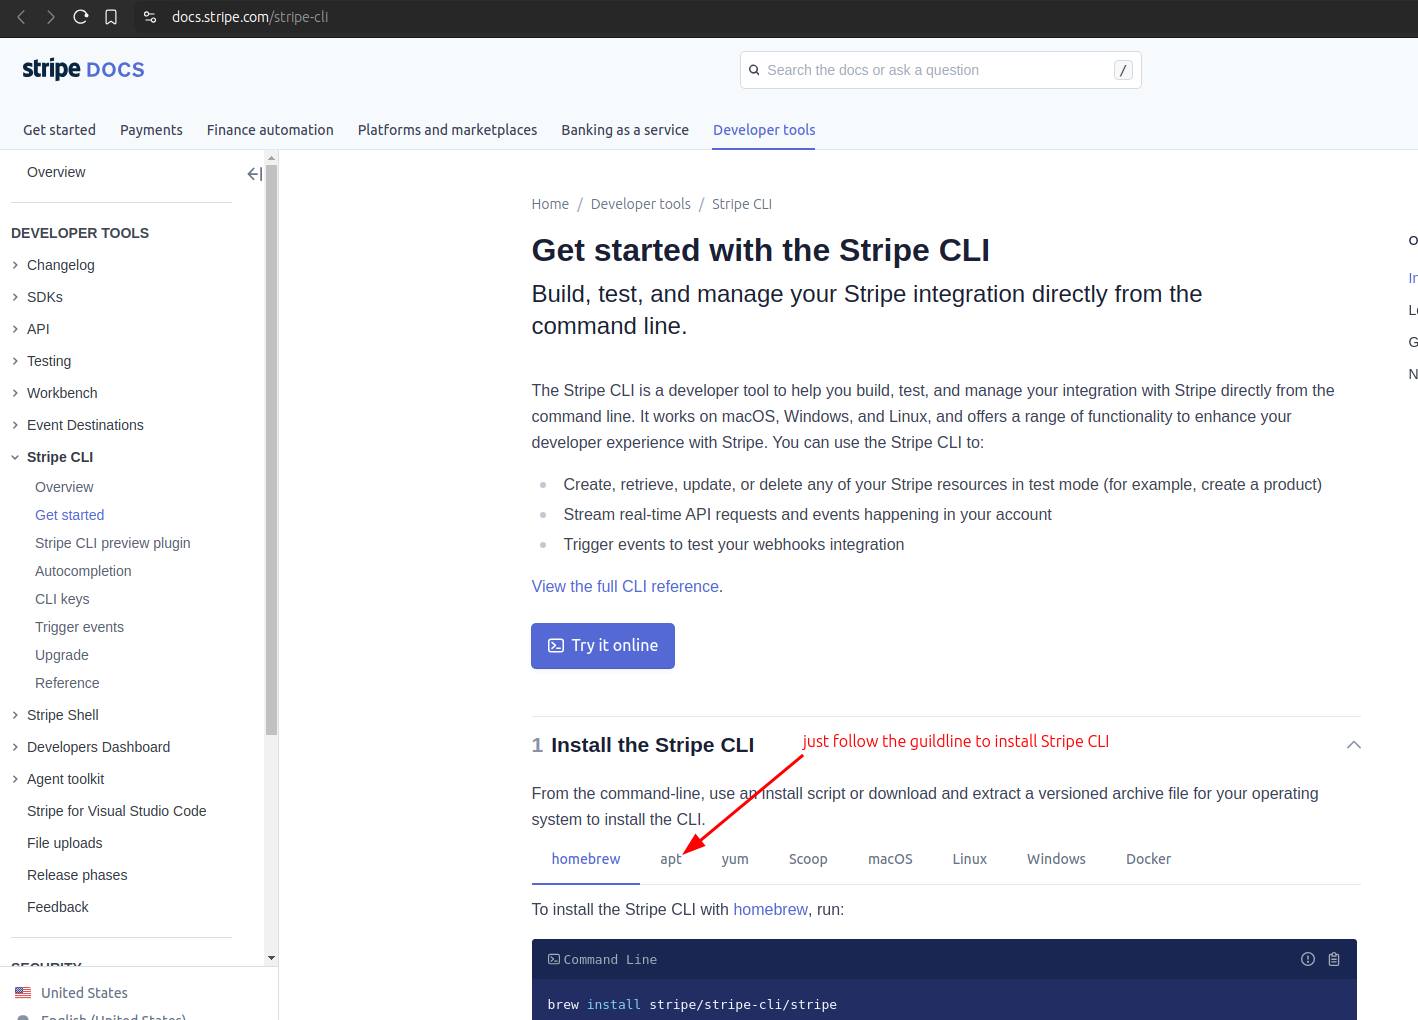 docs.stripe.com/stripe-cli
stripe DOCS
Search the docs or ask a question
/
Get started
Payments
Finance automation
Platforms and marketplaces
Banking as a service
Developer tools
Overview
DEVELOPER TOOLS
Changelog
SDKs
API
Testing
Workbench
Event Destinations
Stripe CLI
Overview
Get started
Stripe CLI preview plugin
Autocompletion
CLI keys
Trigger events
Upgrade
Reference
Stripe Shell
Developers Dashboard
Agent toolkit
Stripe for Visual Studio Code
File uploads
Release phases
Feedback
SECURITY
United States
English (United States)
Home / Developer tools / Stripe CLI
Get started with the Stripe CLI
Build, test, and manage your Stripe integration directly from the
command line.
The Stripe CLI is a developer tool to help you build, test, and manage your integration with Stripe directly from the
command line. It works on macOS, Windows, and Linux, and offers a range of functionality to enhance your
developer experience with Stripe. You can use the Stripe CLI to:
Create, retrieve, update, or delete any of your Stripe resources in test mode (for example, create a product)
Stream real-time API requests and events happening in your account
Trigger events to test your webhooks integration
View the full CLI reference.
Try it online
1 Install the Stripe CLI
just follow the guildline to install Stripe CLI
From the command-line, use an install script or download and extract a versioned archive file for your operating
system to install the CLI.
homebrew
apt
yum
Scoop
macOS
Linux
Windows
Docker
To install the Stripe CLI with homebrew, run:
Command Line
brew install stripe/stripe-cli/stripe